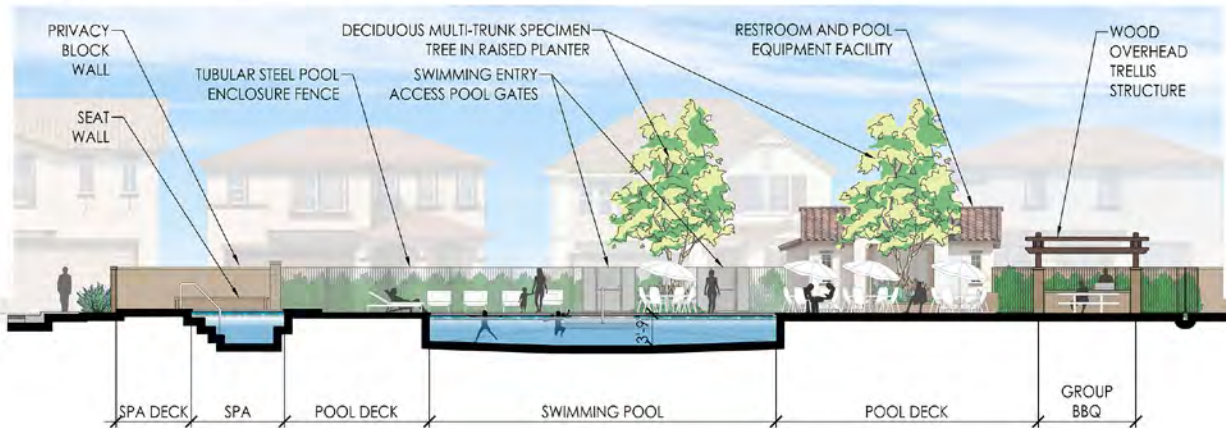 PRIVACY
BLOCK
WALL
SEAT
WALL
TUBULAR STEEL POOL
ENCLOSURE FENCE
DECIDUOUS MULTI-TRUNK SPECIMEN
TREE IN RAISED PLANTER
SWIMMING ENTRY
ACCESS POOL GATES
RESTROOM AND POOL
EQUIPMENT FACILITY
WOOD
OVERHEAD
TRELLIS
STRUCTURE
3'-9"
SPA DECK
SPA
POOL DECK
SWIMMING POOL
POOL DECK
GROUP
BBQ